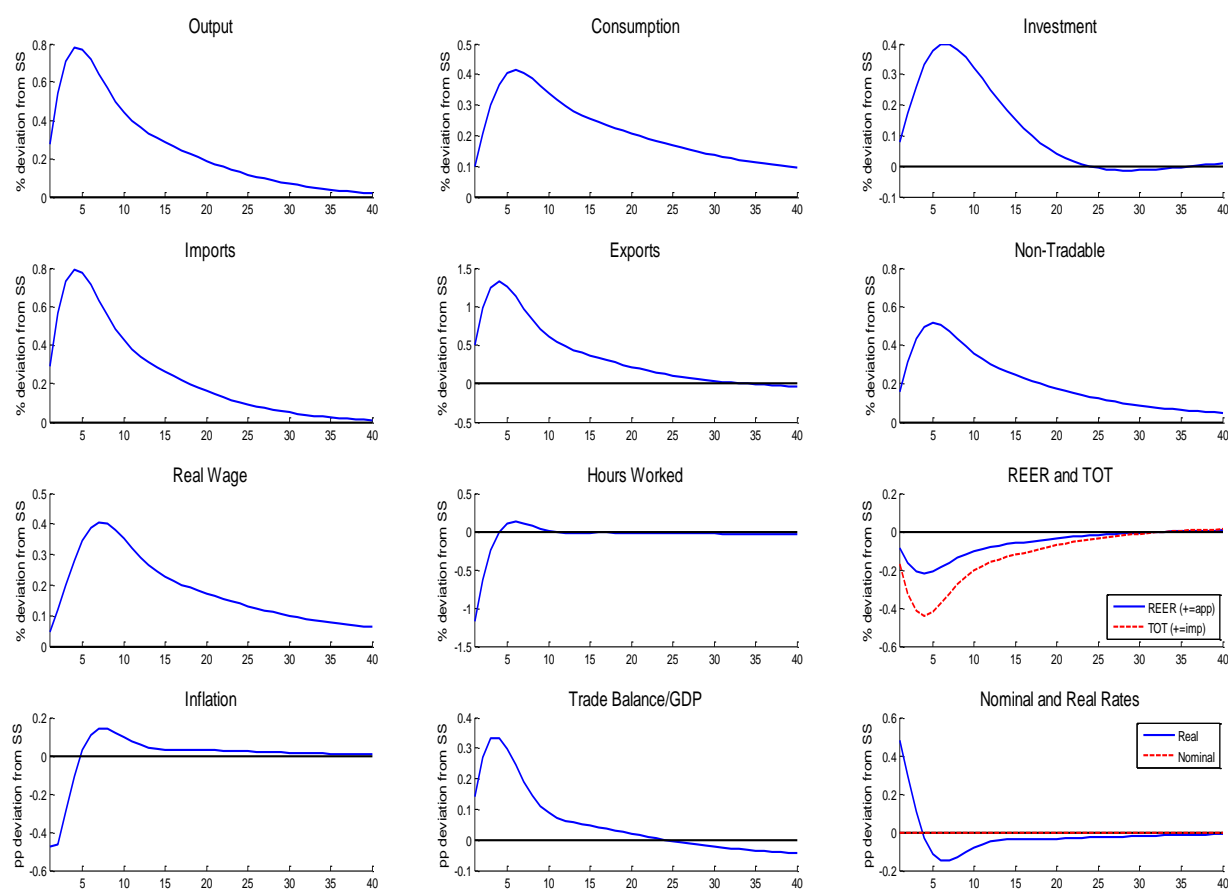 Output
% deviation from SS
0.8
0.6
0.4
0.2
0
5 10 15 20 25 30 35 40
Consumption
% deviation from SS
0.5
0.4
0.3
0.2
0.1
0
5 10 15 20 25 30 35 40
Investment
% deviation from SS
0.4
0.3
0.2
0.1
0
-0.1
5 10 15 20 25 30 35 40
Imports
% deviation from SS
0.8
0.6
0.4
0.2
0
5 10 15 20 25 30 35 40
Exports
% deviation from SS
1.5
1
0.5
0
-0.5
5 10 15 20 25 30 35 40
Non-Tradable
% deviation from SS
0.8
0.6
0.4
0.2
0
5 10 15 20 25 30 35 40
Real Wage
% deviation from SS
0.5
0.4
0.3
0.2
0.1
0
5 10 15 20 25 30 35 40
Hours Worked
% deviation from SS
0.5
0
-0.5
-1
-1.5
5 10 15 20 25 30 35 40
REER and TOT
% deviation from SS
0.2
0
-0.2
-0.4
-0.6
5 10 15 20 25 30 35 40
REER (+=app)
TOT (+=imp)
Inflation
pp deviation from SS
0.2
0
-0.2
-0.4
-0.6
5 10 15 20 25 30 35 40
Trade Balance/GDP
pp deviation from SS
0.4
0.3
0.2
0.1
0
-0.1
5 10 15 20 25 30 35 40
Nominal and Real Rates
pp deviation from SS
0.6
0.4
0.2
0
-0.2
5 10 15 20 25 30 35 40
Real
Nominal